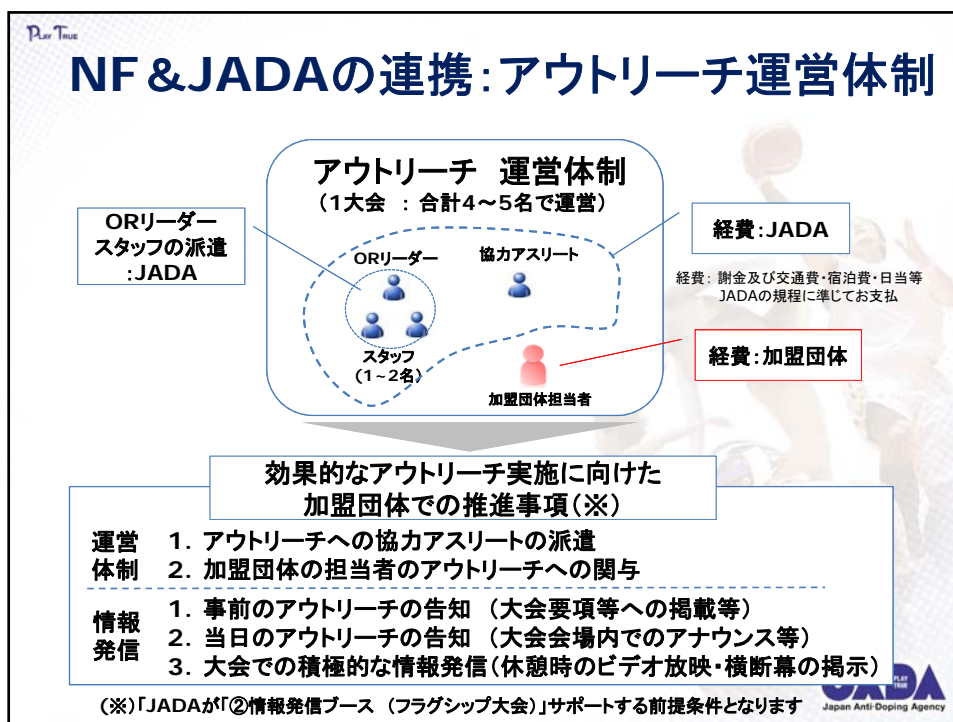 PLAY TRUE
NF&JADAの連携:アウトリーチ運営体制
アウトリーチ 運営体制
(1大会 : 合計4~5名で運営)
ORリーダー
スタッフの派遣
:JADA
ORリーダー
協力アスリート
スタッフ
(1~2名)
加盟団体担当者
経費:JADA
経費: 謝金及び交通費・宿泊費・日当等
JADAの規程に準じてお支払
経費:加盟団体
効果的なアウトリーチ実施に向けた
加盟団体での推進事項(※)
運営
体制
1. アウトリーチへの協力アスリートの派遣
2. 加盟団体の担当者のアウトリーチへの関与
情報
発信
1. 事前のアウトリーチの告知 (大会要項等への掲載等)
2. 当日のアウトリーチの告知 (大会会場内でのアナウンス等)
3. 大会での積極的な情報発信(休憩時のビデオ放映・横断幕の掲示)
(※)「JADAが「②情報発信ブース (フラグシップ大会)」サポートする前提条件となります
PLAY
TRUE
JADA
Japan Anti-Doping Agency